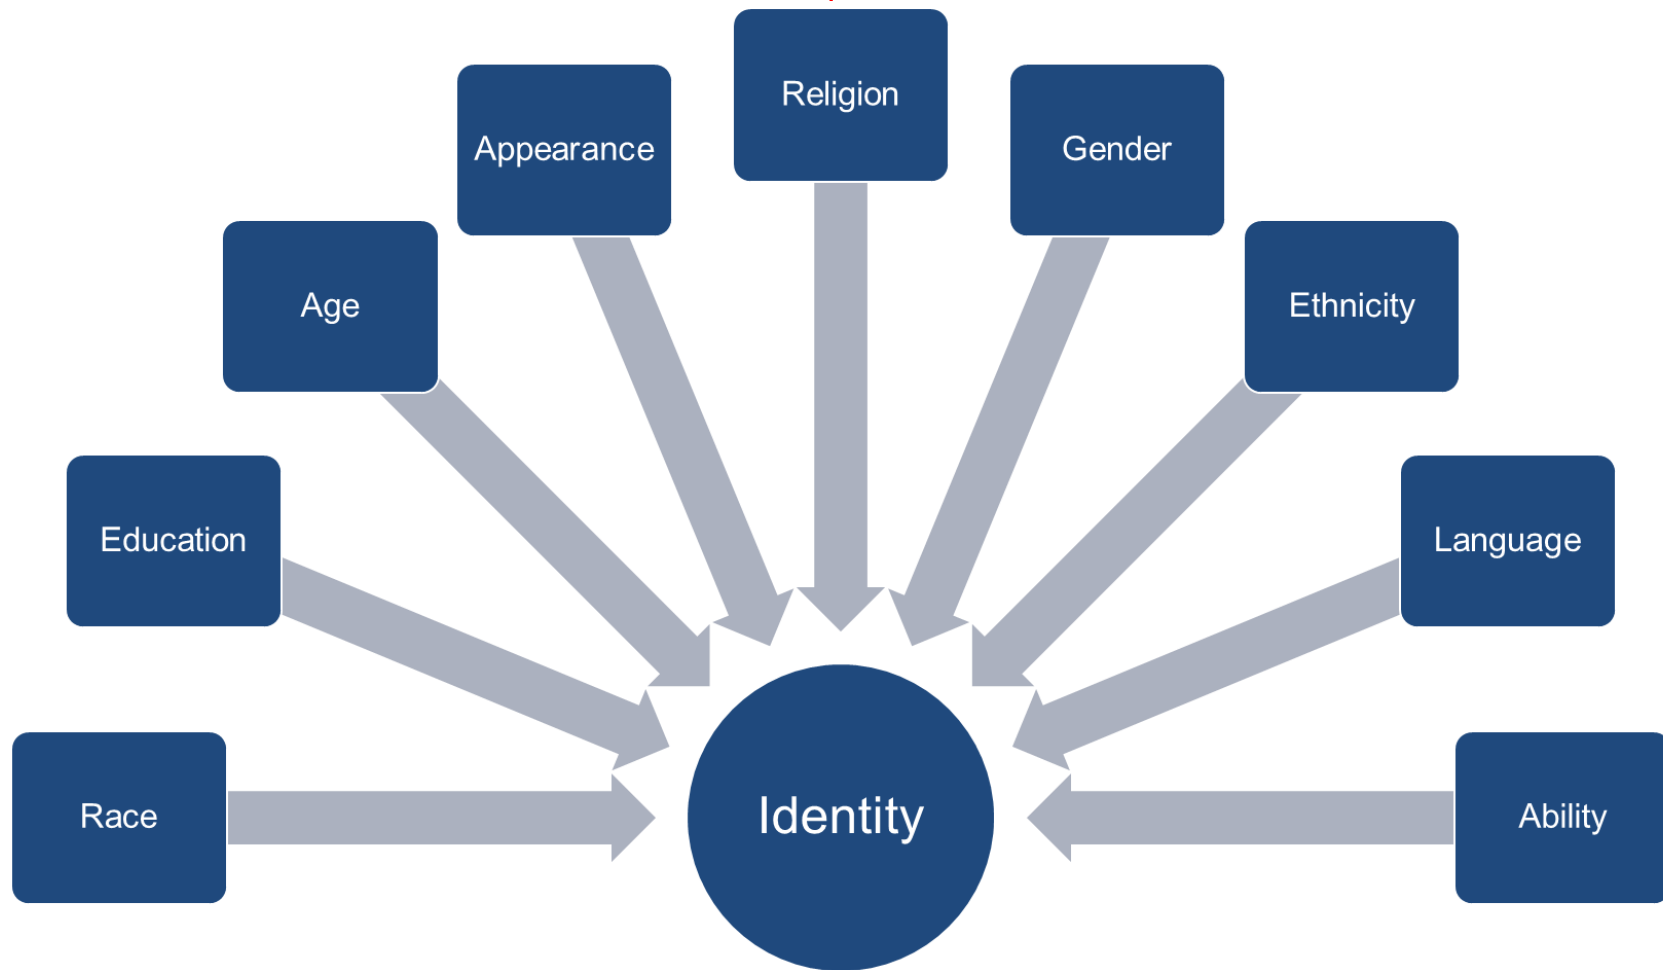 Religion
Appearance
Gender
Age
Ethnicity
Education
Language
Race
Identity
Ability